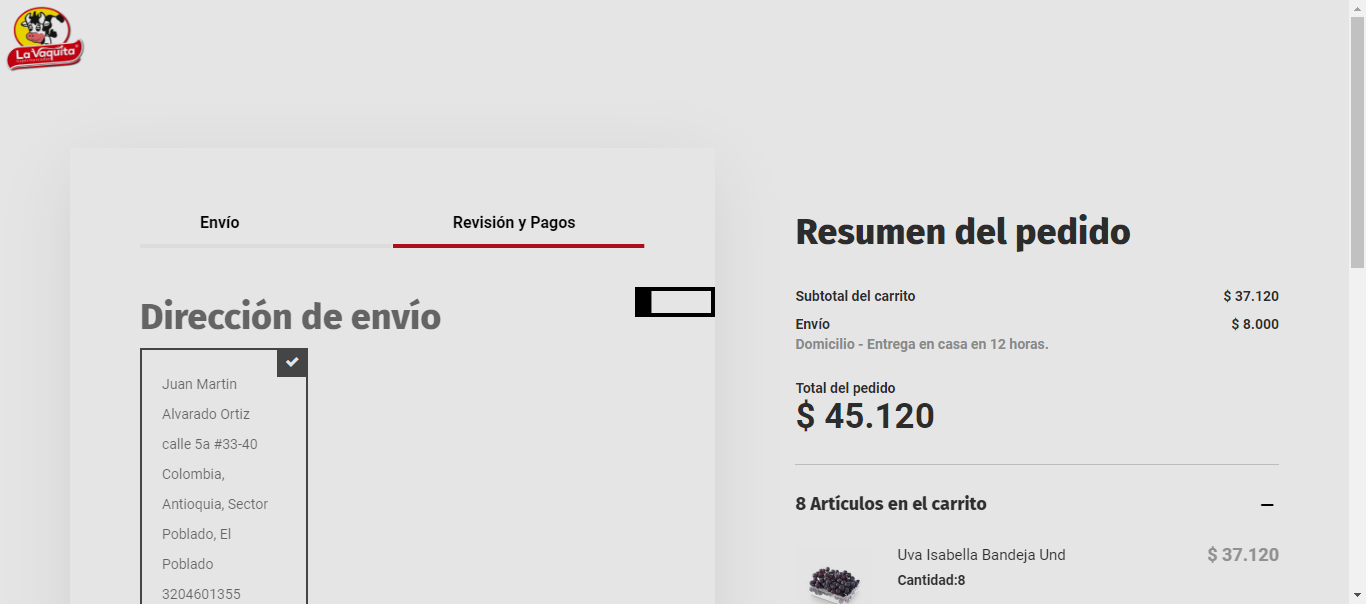 La Vaquita
Envío
Revisión y Pagos
Dirección de envío
Juan Martin
Alvarado Ortiz
calle 5a #33-40
Colombia,
Antioquia, Sector
Poblado, El
Poblado
3204601355
Resumen del pedido
Subtotal del carrito $ 37.120
Envío $ 8.000
Domicilio - Entrega en casa en 12 horas.
Total del pedido
$ 45.120
8 Artículos en el carrito
Uva Isabella Bandeja Und $ 37.120
Cantidad:8